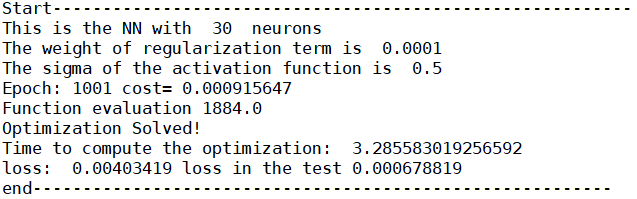 Start-------------------------------------------------------------
This is the NN with  30  neurons
The weight of regularization term is  0.0001
The sigma of the activation function is  0.5
Epoch: 1001 cost= 0.000915647
Function evaluation 1884.0
Optimization Solved!
Time to compute the optimization:  3.285583019256592
loss:  0.00403419 loss in the test 0.000678819
end-------------------------------------------------------------